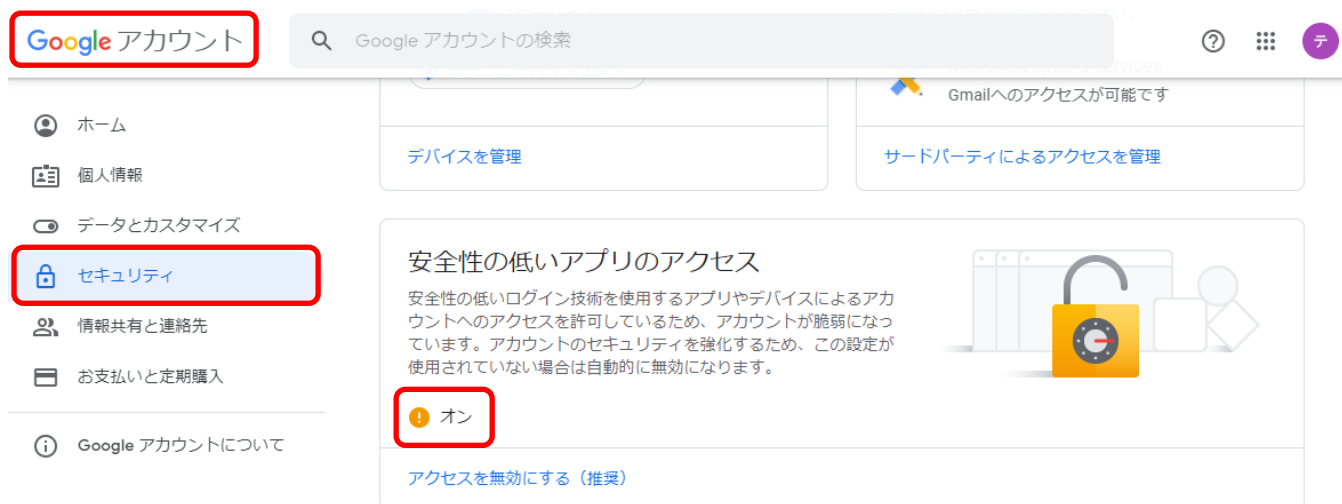 Google アカウント
Google アカウントの検索
テ
Gmailへのアクセスが可能です
ホーム
デバイスを管理
サードパーティによるアクセスを管理
個人情報
データとカスタマイズ
セキュリティ
情報共有と連絡先
お支払いと定期購入
Google アカウントについて
安全性の低いアプリのアクセス
安全性の低いログイン技術を使用するアプリやデバイスによるアカ
ウントへのアクセスを許可しているため、アカウントが脆弱になっ
ています。アカウントのセキュリティを強化するため、この設定が
使用されていない場合は自動的に無効になります。
オン
アクセスを無効にする（推奨）